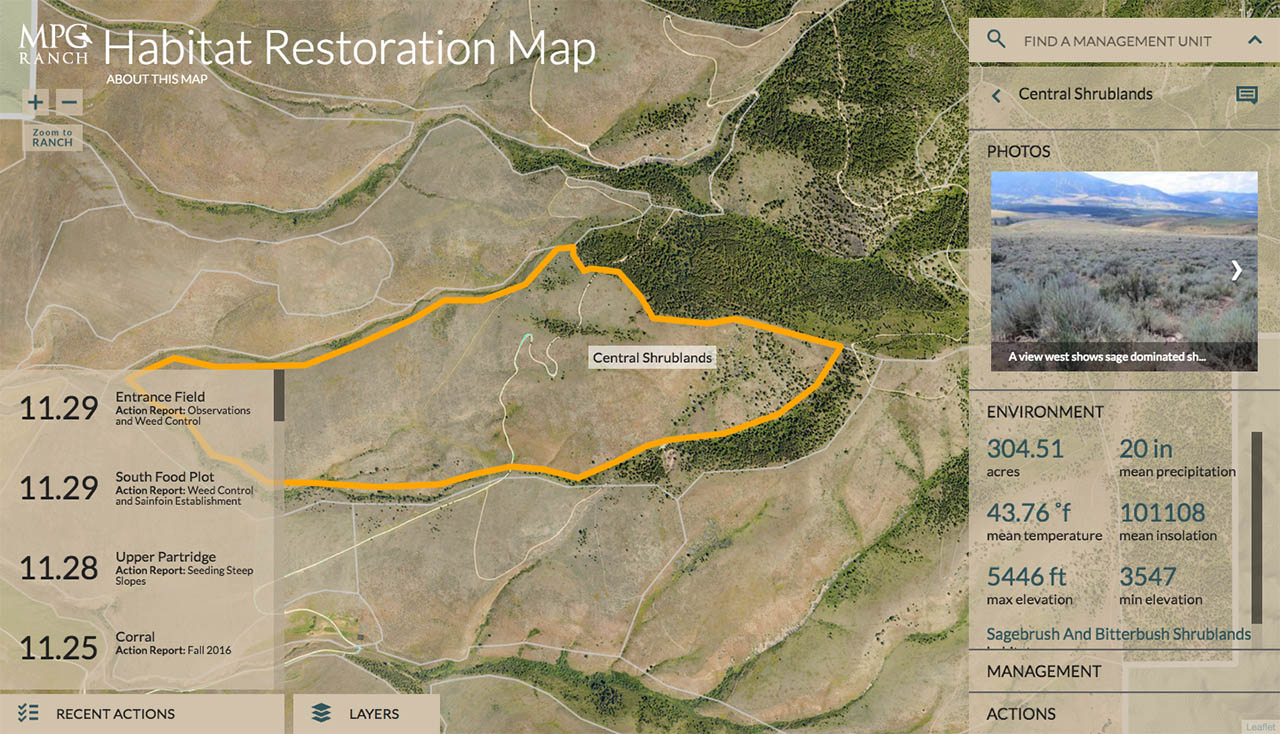 MPG
RANCH
Habitat Restoration Map
ABOUT THIS MAP
+ −
Zoom to
RANCH
Central Shrublands
11.29
Entrance Field
Action Report: Observations
and Weed Control
11.29
South Food Plot
Action Report: Weed Control
and Sainfoin Establishment
11.28
Upper Partridge
Action Report: Seeding Steep
Slopes
11.25
Corral
Action Report: Fall 2016
RECENT ACTIONS
LAYERS
FIND A MANAGEMENT UNIT
Central Shrublands
PHOTOS
A view west shows sage dominated sh...
ENVIRONMENT
304.51
acres
20 in
mean precipitation
43.76 °f
mean temperature
101108
mean insolation
5446 ft
max elevation
3547
min elevation
Sagebrush And Bitterbush Shrublands
MANAGEMENT
ACTIONS
Leaflet